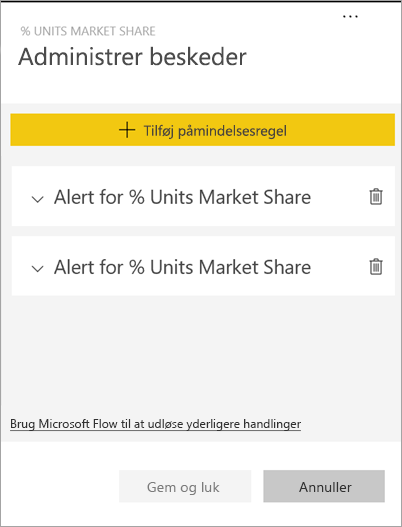 % UNITS MARKET SHARE
Administrer beskeder
Tilføj påmindelsesregel
Alert for % Units Market Share
Alert for % Units Market Share
Brug Microsoft Flow til at udløse yderligere handlinger
Gem og luk
Annuller